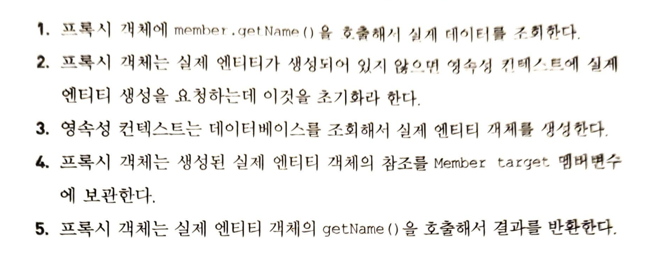 1. 프록시 객체에 member.getName()을 호출해서 실제 데이터를 조회한다.
2. 프록시 객체는 실제 엔티티가 생성되어 있지 않으면 영속성 컨텍스트에 실제
엔티티 생성을 요청하는데 이것을 초기화라 한다.
3. 영속성 컨텍스트는 데이터베이스를 조회해서 실제 엔티티 객체를 생성한다.
4. 프록시 객체는 생성된 실제 엔티티 객체의 참조를 Member target 멤버변수
에 보관한다.
5. 프록시 객체는 실제 엔티티 객체의 getName()을 호출해서 결과를 반환한다.